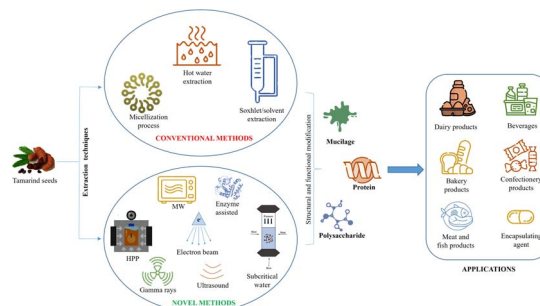 Hot water
extraction
Soxhlet/solvent
extraction
Micellization
process
CONVENTIONAL METHODS
Tamarind seeds
Extraction techniques
MW
Enzyme
assisted
HPP
Electron beam
Gamma rays
Ultrasound
Subcritical
water
NOVEL METHODS
Structural and functional modification
Mucilage
Protein
Polysaccharide
Dairy products
Beverages
Bakery
products
Confectionery
products
Meat and
fish products
Encapsulating
agent
APPLICATIONS